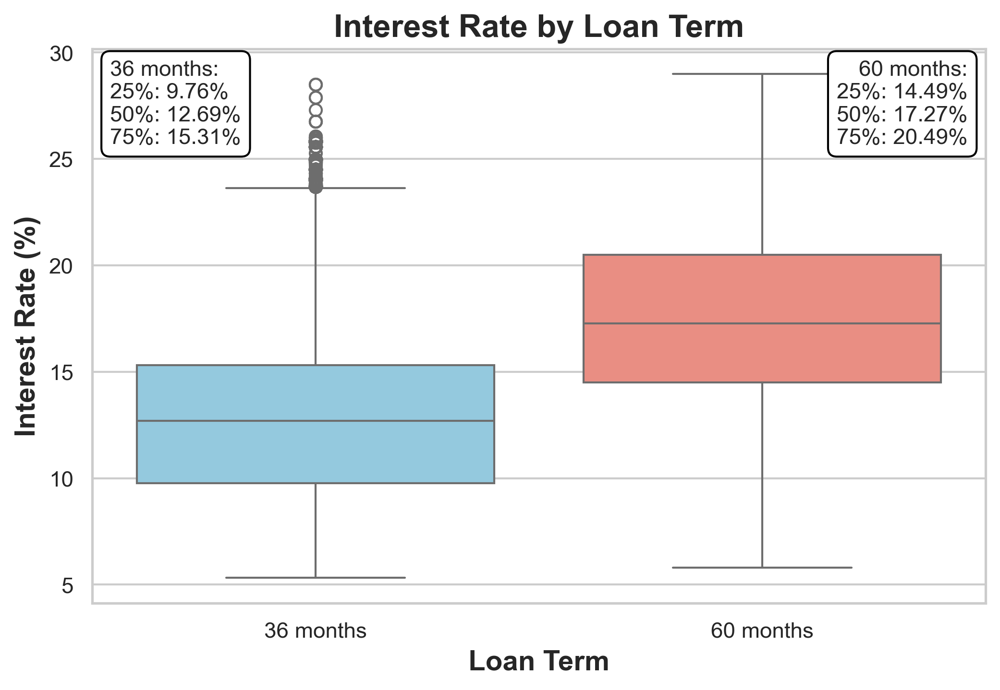 Interest Rate by Loan Term
30
25
20
15
10
5
Interest Rate (%)
36 months:
25%: 9.76%
50%: 12.69%
75%: 15.31%
60 months:
25%: 14.49%
50%: 17.27%
75%: 20.49%
36 months
60 months
Loan Term